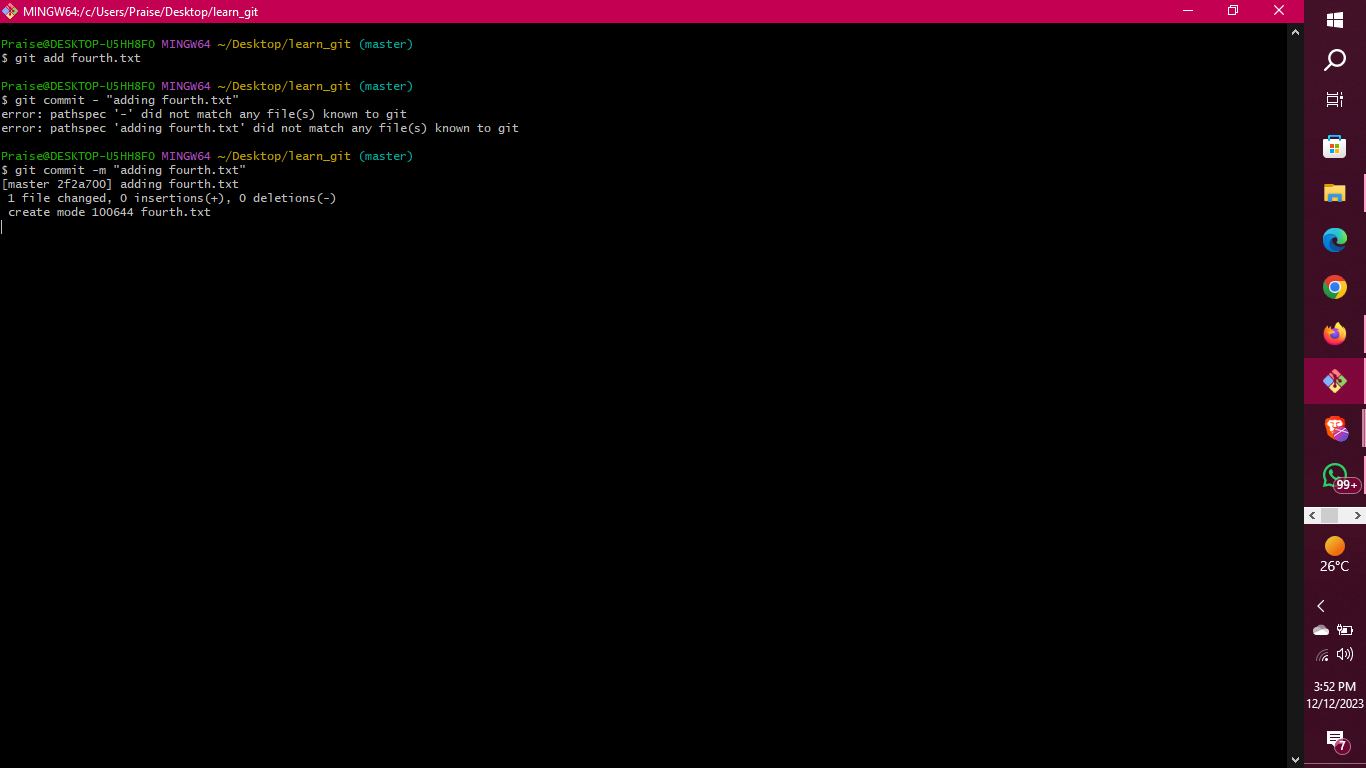 MINGW64:/c/Users/Praise/Desktop/learn_git
Praise@DESKTOP-U5HH8FO MINGW64 ~/Desktop/learn_git (master)
$ git add fourth.txt
Praise@DESKTOP-U5HH8FO MINGW64 ~/Desktop/learn_git (master)
$ git commit - "adding fourth.txt"
error: pathspec '-' did not match any file(s) known to git
error: pathspec 'adding fourth.txt' did not match any file(s) known to git
Praise@DESKTOP-U5HH8FO MINGW64 ~/Desktop/learn_git (master)
$ git commit -m "adding fourth.txt"
[master 2f2a700] adding fourth.txt
 1 file changed, 0 insertions(+), 0 deletions(-)
 create mode 100644 fourth.txt
99+
26°C
3:52 PM
12/12/2023
7